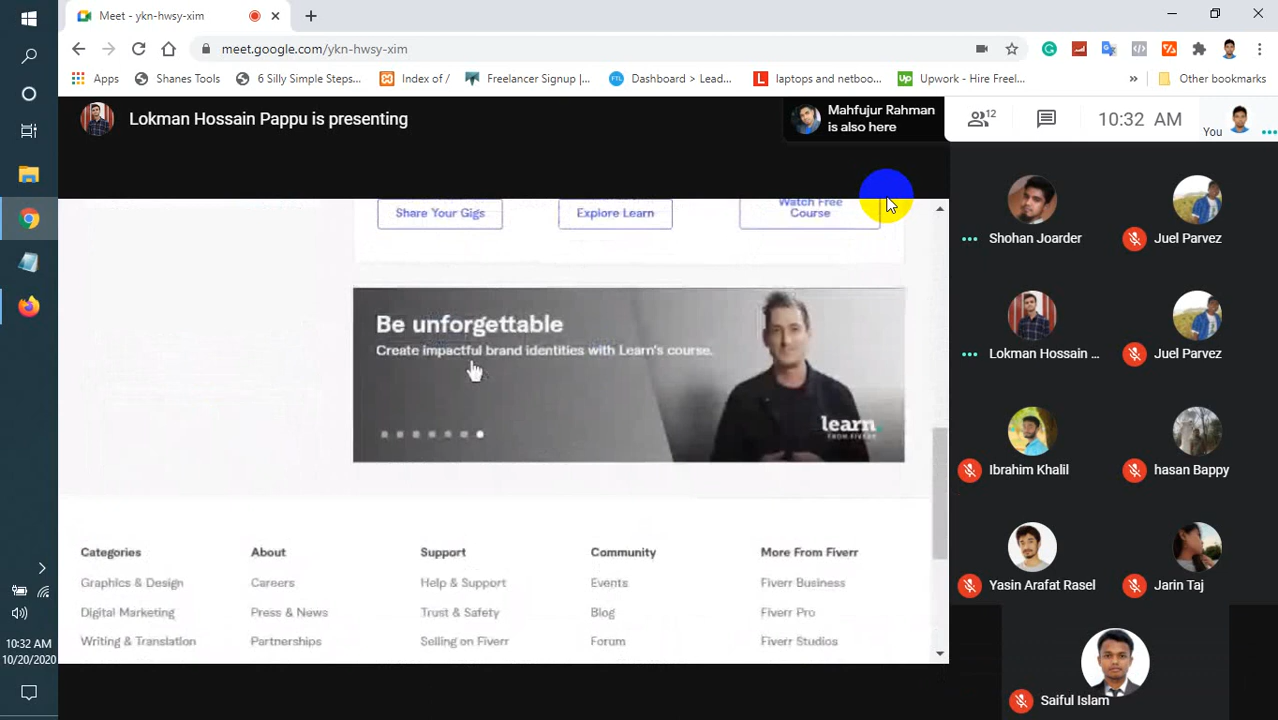 Meet - ykn-hwsy-xim
meet.google.com/ykn-hwsy-xim
Apps
Shanes Tools
6 Silly Simple Steps...
Index of /
Freelancer Signup |...
Dashboard > Lead...
laptops and netboo...
Upwork - Hire Freel...
Other bookmarks
Lokman Hossain Pappu is presenting
Mahfujur Rahman
is also here
12
10:32 AM
You
Share Your Gigs
Explore Learn
Watch Free
Course
Be unforgettable
Create impactful brand identities with Learn's course.
learn.
FROM FIVERR
Categories
About
Support
Community
More From Fiverr
Graphics & Design
Careers
Help & Support
Events
Fiverr Business
Digital Marketing
Press & News
Trust & Safety
Blog
Fiverr Pro
Writing & Translation
Partnerships
Selling on Fiverr
Forum
Fiverr Studios
Shohan Joarder
Juel Parvez
Lokman Hossain ...
Juel Parvez
Ibrahim Khalil
hasan Bappy
Yasin Arafat Rasel
Jarin Taj
Saiful Islam
10:32 AM
10/20/2020